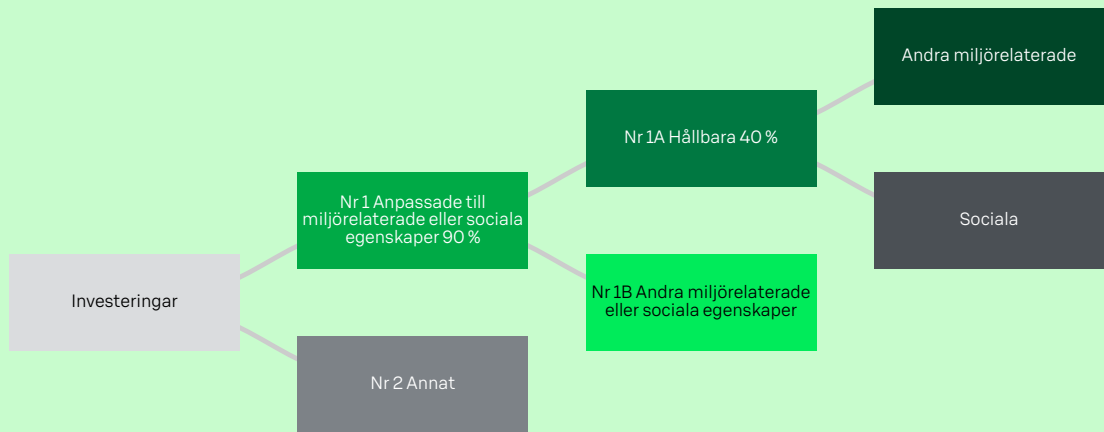 Andra miljörelaterade
Nr 1A Hållbara 40 %
Nr 1 Anpassade till
miljörelaterade eller sociala
egenskaper 90 %
Sociala
Investeringar
Nr 1B Andra miljörelaterade
eller sociala egenskaper
Nr 2 Annat